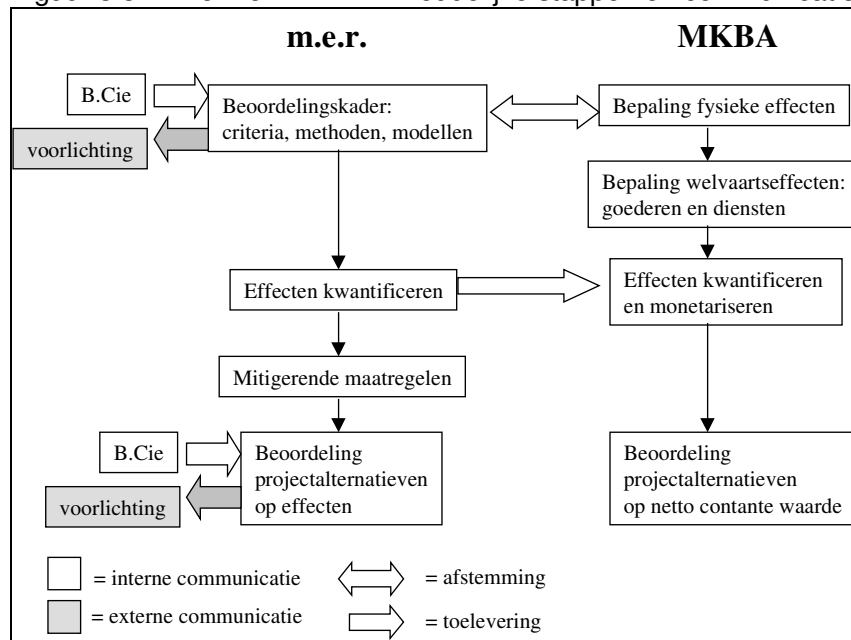 m.e.r.
MKBA
B.Cie
Beoordelingskader:
criteria, methoden, modellen
voorlichting
Bepaling fysieke effecten
Bepaling welvaartseffecten:
goederen en diensten
Effecten kwantificeren
Effecten kwantificeren
en monetariseren
Mitigerende maatregelen
B.Cie
Beoordeling
projectalternatieven
op effecten
voorlichting
Beoordeling
projectalternatieven
op netto contante waarde
= interne communicatie
= afstemming
= externe communicatie
= toelevering